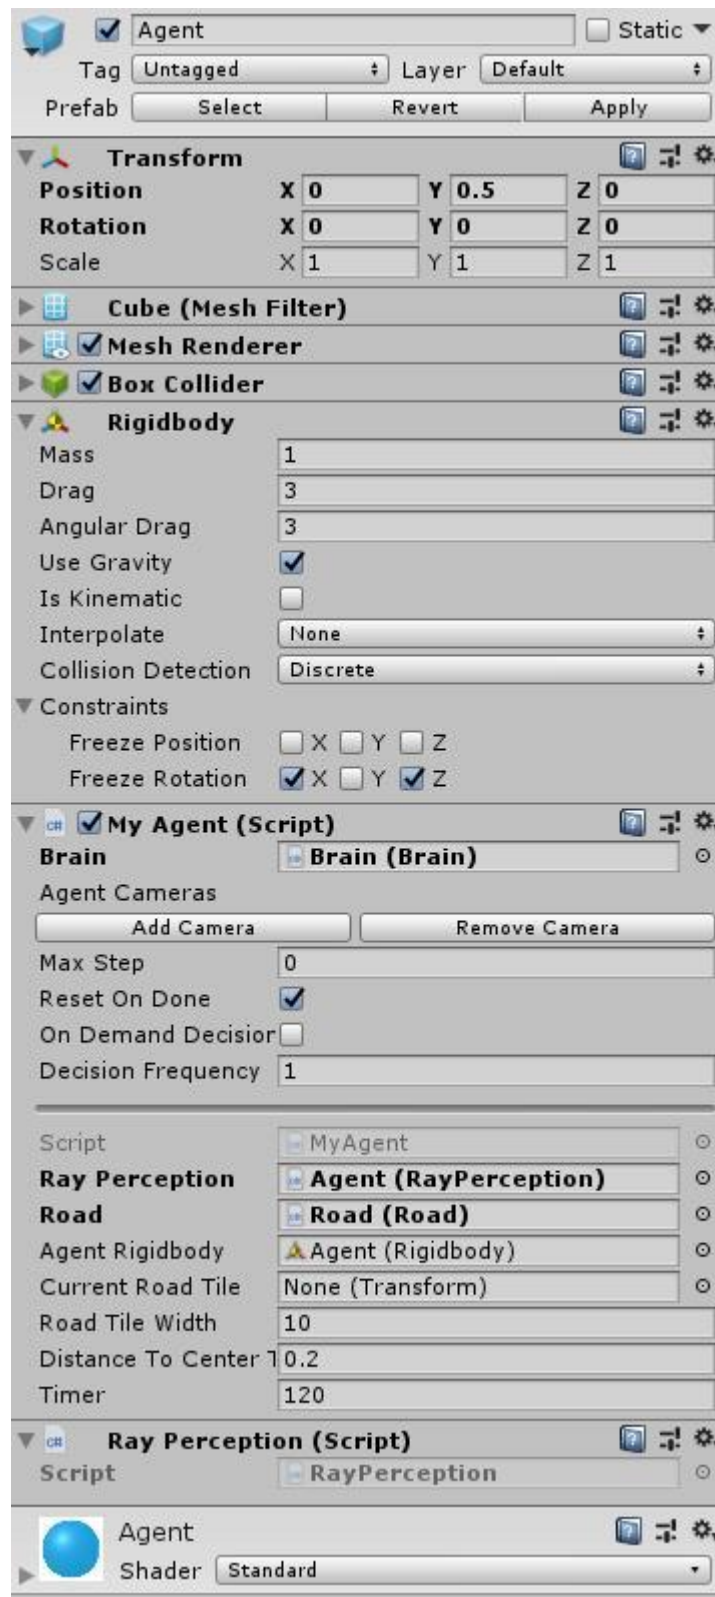 Agent Static
Tag Untagged Layer Default
Prefab Select Revert Apply
Transform
Position X 0 Y 0.5 Z 0
Rotation X 0 Y 0 Z 0
Scale X 1 Y 1 Z 1
Cube (Mesh Filter)
Mesh Renderer
Box Collider
Rigidbody
Mass 1
Drag 3
Angular Drag 3
Use Gravity
Is Kinematic
Interpolate None
Collision Detection Discrete
Constraints
Freeze Position X Y Z
Freeze Rotation X Y Z
c# My Agent (Script)
Brain Brain (Brain)
Agent Cameras
Add Camera Remove Camera
Max Step 0
Reset On Done
On Demand Decision
Decision Frequency 1
Script MyAgent
Ray Perception Agent (RayPerception)
Road Road (Road)
Agent Rigidbody Agent (Rigidbody)
Current Road Tile None (Transform)
Road Tile Width 10
Distance To Center T 0.2
Timer 120
c# Ray Perception (Script)
Script RayPerception
Agent
Shader Standard